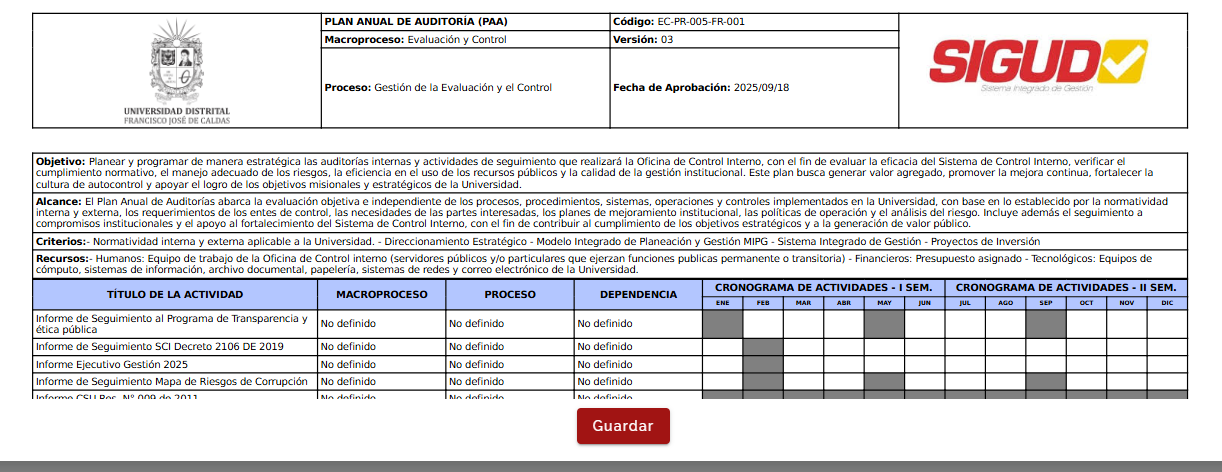 PLAN ANUAL DE AUDITORÍA (PAA)
Código: EC-PR-005-FR-001
Macroproceso: Evaluación y Control
Versión: 03
Proceso: Gestión de la Evaluación y el Control
Fecha de Aprobación: 2025/09/18
UNIVERSIDAD DISTRITAL
FRANCISCO JOSÉ DE CALDAS
SIGUD
Sistema Integrado de Gestión
Objetivo: Planear y programar de manera estratégica las auditorías internas y actividades de seguimiento que realizará la Oficina de Control Interno, con el fin de evaluar la eficacia del Sistema de Control Interno, verificar el
cumplimiento normativo, el manejo adecuado de los riesgos, la eficiencia en el uso de los recursos públicos y la calidad de la gestión institucional. Este plan busca generar valor agregado, promover la mejora continua, fortalecer la
cultura de autocontrol y apoyar el logro de los objetivos misionales y estratégicos de la Universidad.
Alcance: El Plan Anual de Auditorías abarca la evaluación objetiva e independiente de los procesos, procedimientos, sistemas, operaciones y controles implementados en la Universidad, con base en lo establecido por la normatividad
interna y externa, los requerimientos de los entes de control, las necesidades de las partes interesadas, los planes de mejoramiento institucional, las políticas de operación y el análisis del riesgo. Incluye además el seguimiento a
compromisos institucionales y el apoyo al fortalecimiento del Sistema de Control Interno, con el fin de contribuir al cumplimiento de los objetivos estratégicos y a la generación de valor público.
Criterios:- Normatividad interna y externa aplicable a la Universidad. - Direccionamiento Estratégico - Modelo Integrado de Planeación y Gestión MIPG - Sistema Integrado de Gestión - Proyectos de Inversión
Recursos:- Humanos: Equipo de trabajo de la Oficina de Control interno (servidores públicos y/o particulares que ejerzan funciones publicas permanente o transitoria) - Financieros: Presupuesto asignado - Tecnológicos: Equipos de
cómputo, sistemas de información, archivo documental, papelería, sistemas de redes y correo electrónico de la Universidad.
TÍTULO DE LA ACTIVIDAD MACROPROCESO PROCESO DEPENDENCIA CRONOGRAMA DE ACTIVIDADES - I SEM. CRONOGRAMA DE ACTIVIDADES - II SEM.
ENE FEB MAR ABR MAY JUN JUL AGO SEP OCT NOV DIC
Informe de Seguimiento al Programa de Transparencia y
ética pública
No definido No definido No definido
Informe de Seguimiento SCI Decreto 2106 DE 2019 No definido No definido No definido
Informe Ejecutivo Gestión 2025 No definido No definido No definido
Informe de Seguimiento Mapa de Riesgos de Corrupción No definido No definido No definido
Informe CSU Res. N° 009 de 2011 No definido No definido No definido
Guardar